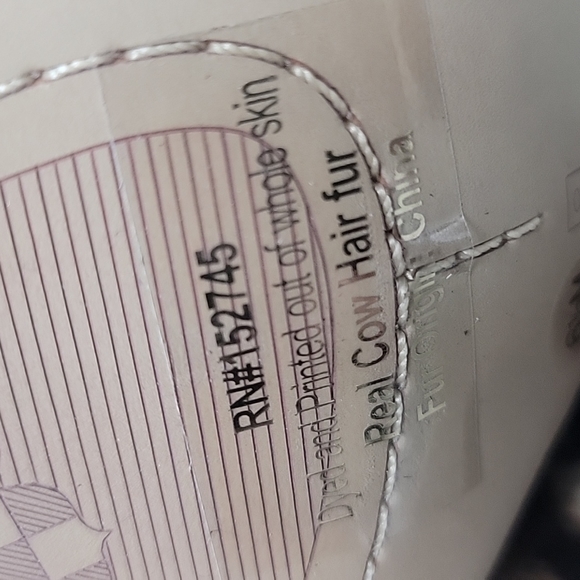 RN#152745
Dyed and Printed out of whole skin
Real Cow Hair fur
Fur origin: China